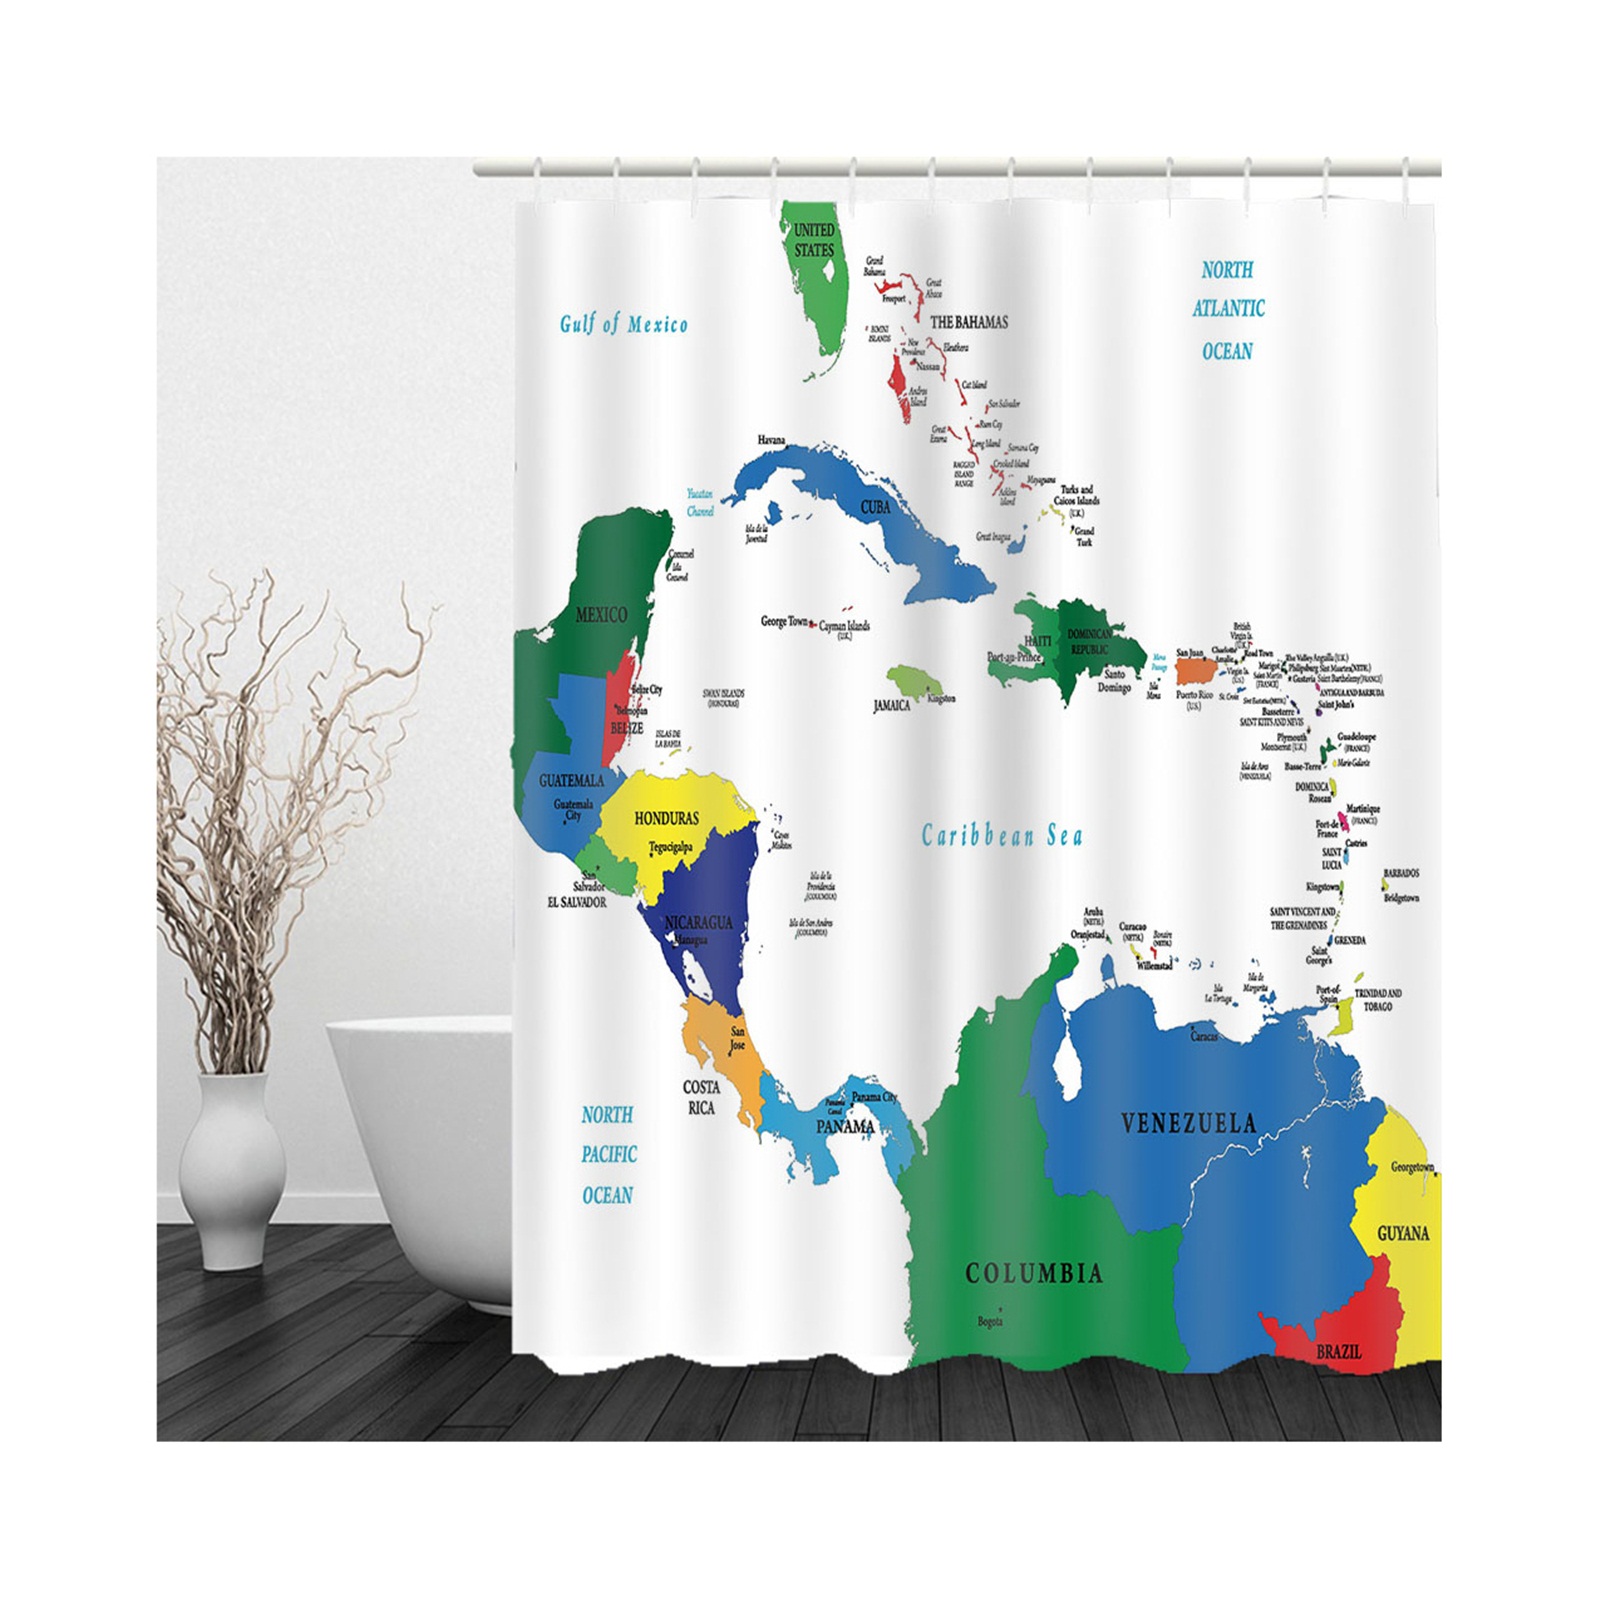 UNITED
STATES
Gulf of Mexico
NORTH
ATLANTIC
OCEAN
Grand
Bahama
Freeport
Great
Abaco
THE BAHAMAS
BIMINI
ISLANDS
New
Providence
Nassau
Eleuthera
Andros
Island
Cat Island
San Salvador
Great
Exuma
Rum Cay
Long Island
Samana Cay
RAGGED
ISLAND
RANGE
Crooked Island
Acklins
Island
Mayaguana
Turks and
Caicos Islands
(U.K.)
Grand
Turk
Great Inagua
Havana
CUBA
Yucatan
Channel
Isla de la
Juventud
Cozumel
Isla
Cozumel
MEXICO
George Town
Cayman Islands
(U.K.)
JAMAICA
Kingston
HAITI
Port-au-Prince
DOMINICAN
REPUBLIC
Santo
Domingo
Mona
Passage
Isla
Mona
San Juan
Puerto Rico
(U.S.)
British
Virgin Is.
(U.K.)
Charlotte
Amalie
Road Town
Virgin Is.
(U.S.)
St. Croix
The Valley Anguilla (U.K.)
Marigot
Saint Martin
(FRANCE)
Philipsburg Sint Maarten(NETH.)
Gustavia Saint Barthelemy(FRANCE)
Sint Eustatius(NETH.)
ANTIGUA AND BARBUDA
Saint John's
Basseterre
SAINT KITTS AND NEVIS
Plymouth
Montserrat (U.K.)
Guadeloupe
(FRANCE)
Basse-Terre
Marie-Galante
Isla de Aves
(VENEZUELA)
DOMINICA
Roseau
Martinique
(FRANCE)
Fort-de
France
Castries
SAINT
LUCIA
BARBADOS
Bridgetown
Kingstown
SAINT VINCENT AND
THE GRENADINES
GRENEDA
Saint
George's
Port-of-
Spain
TRINIDAD AND
TOBAGO
Belize City
Belmopan
BELIZE
SWAN ISLANDS
(HONDURAS)
ISLAS DE
LA BAHIA
GUATEMALA
Guatemala
City
HONDURAS
Tegucigalpa
Cayos
Miskitos
Caribbean Sea
San
Salvador
EL SALVADOR
NICARAGUA
Managua
Isla de la
Providencia
(COLUMBIA)
Isla de San Andres
(COLUMBIA)
Aruba
(NETH.)
Oranjestad
Curacao
(NETH.)
Willemstad
Bonaire
(NETH.)
Isla
La Tortuga
Isla de
Margarita
San
Jose
COSTA
RICA
Panama
Canal
Panama City
PANAMA
NORTH
PACIFIC
OCEAN
Caracas
VENEZUELA
Georgetown
GUYANA
COLUMBIA
Bogota
BRAZIL